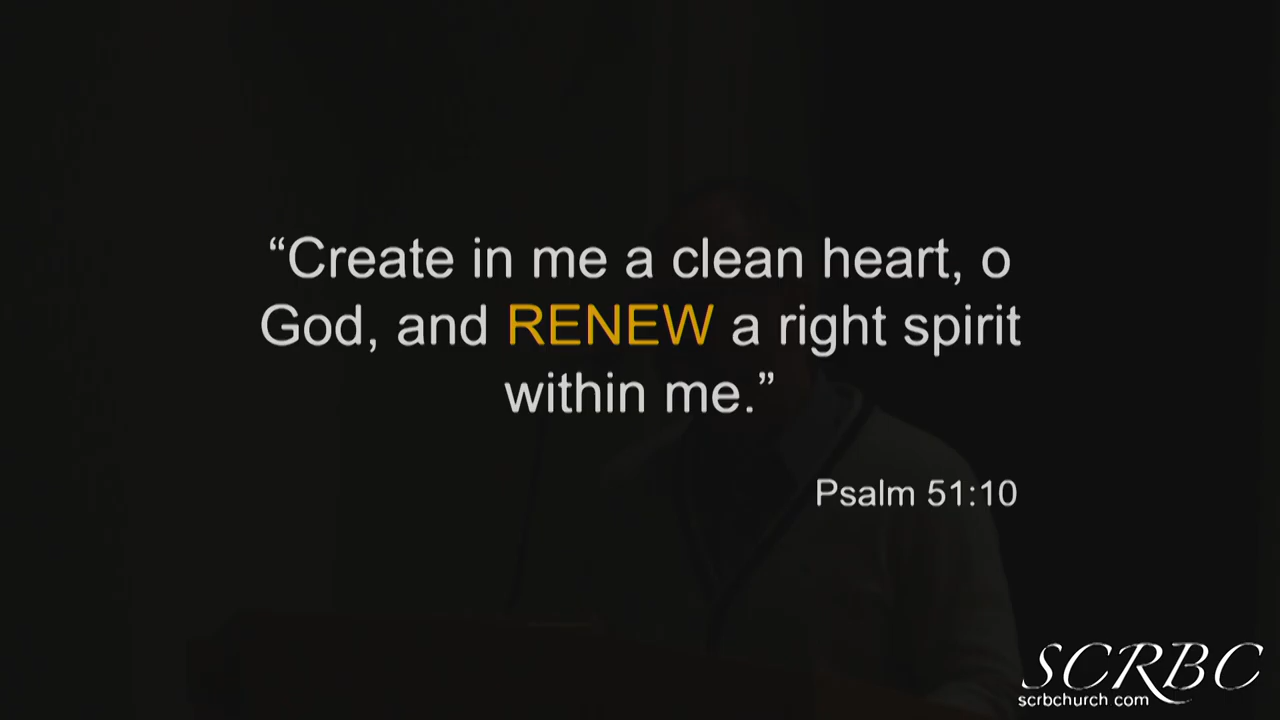 “Create in me a clean heart, o
God, and RENEW a right spirit
within me.”
Psalm 51:10
SCRBC
scrbchurch com